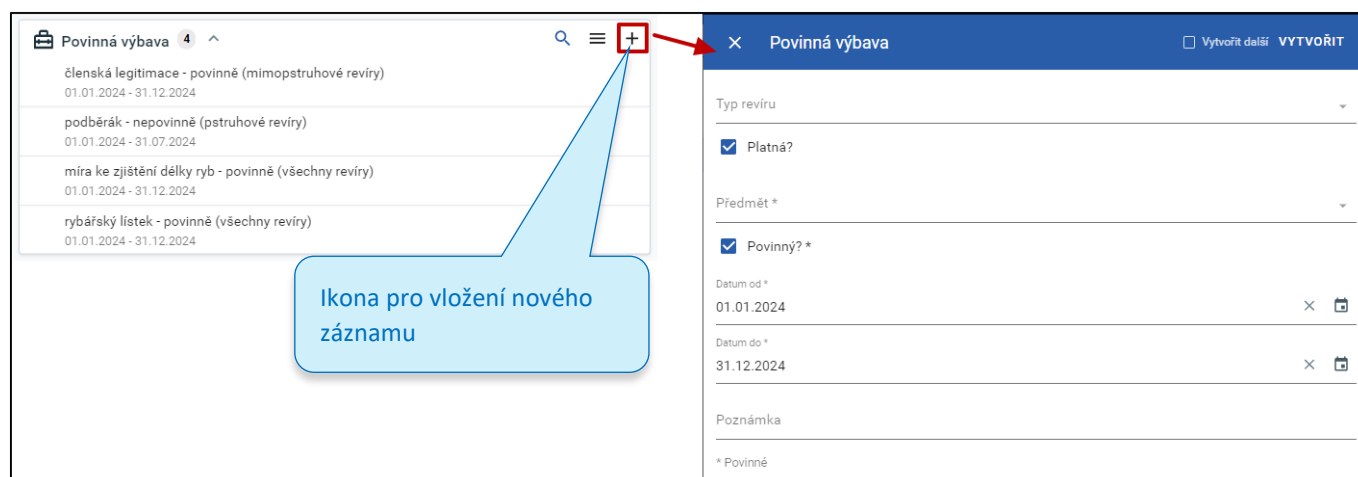 Povinná výbava 4
členská legitimace - povinně (mimopstruhové revíry)
01.01.2024 - 31.12.2024
podběrák - nepovinně (pstruhové revíry)
01.01.2024 - 31.07.2024
míra ke zjištění délky ryb - povinně (všechny revíry)
01.01.2024 - 31.12.2024
rybářský lístek - povinně (všechny revíry)
01.01.2024 - 31.12.2024
Ikona pro vložení nového
záznamu
Povinná výbava Vytvořit další VYTVOŘIT
Typ revíru
Platná?
Předmět *
Povinný? *
Datum od *
01.01.2024
Datum do *
31.12.2024
Poznámka
* Povinné